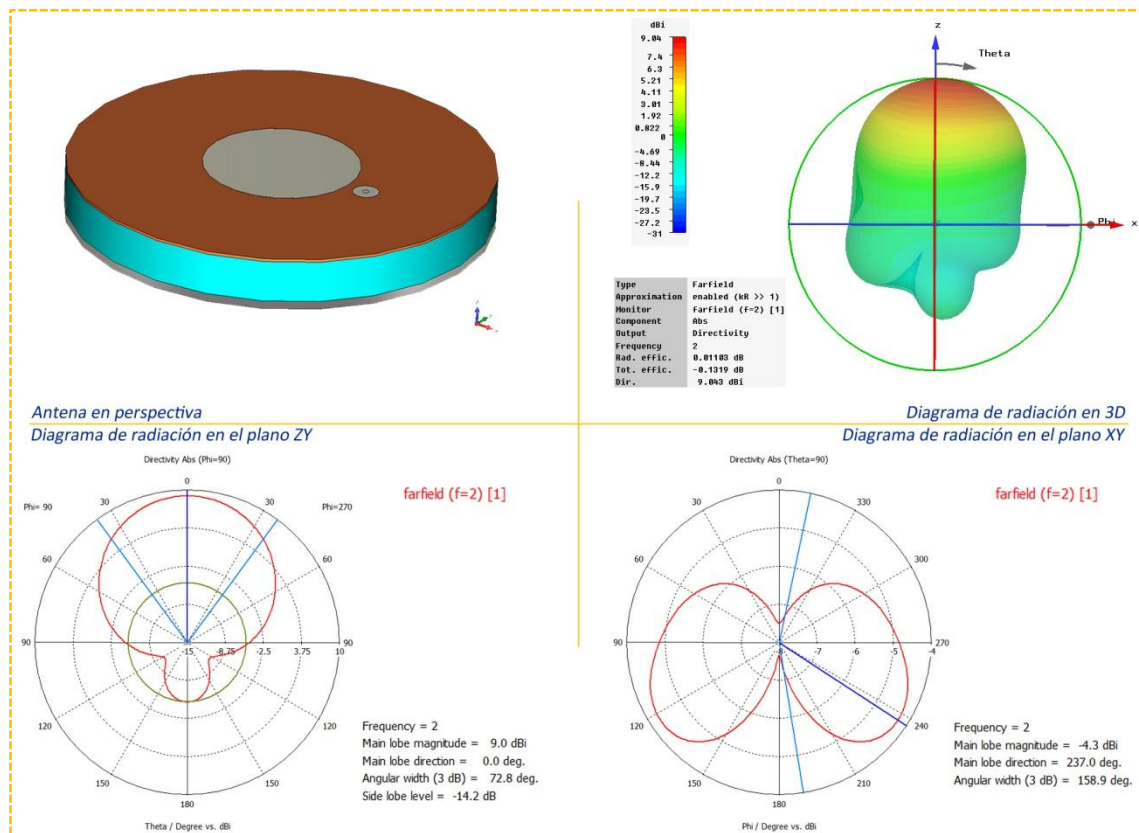 dBi
9.04
7.4
6.3
5.21
4.11
3.01
1.92
0.822
0
-4.69
-8.44
-12.2
-15.9
-19.7
-23.5
-27.2
-31
z
Theta
Phi
x
Type Farfield
Approximation enabled (kR >> 1)
Monitor farfield (f=2) [1]
Component Abs
Output Directivity
Frequency 2
Rad. effic. 0.01103 dB
Tot. effic. -0.1319 dB
Dir. 9.043 dBi
Antena en perspectiva
Diagrama de radiación en 3D
Diagrama de radiación en el plano ZY
Diagrama de radiación en el plano XY
Directivity Abs (Phi=90)
farfield (f=2) [1]
Phi= 90
Phi=270
0
30
30
60
60
90
90
-15
-8.75
-2.5
3.75
10
120
120
150
150
180
Frequency = 2
Main lobe magnitude = 9.0 dBi
Main lobe direction = 0.0 deg.
Angular width (3 dB) = 72.8 deg.
Side lobe level = -14.2 dB
Theta / Degree vs. dBi
Directivity Abs (Theta=90)
farfield (f=2) [1]
0
30
330
60
300
90
270
-8
-7
-6
-5
-4
120
240
150
210
180
Frequency = 2
Main lobe magnitude = -4.3 dBi
Main lobe direction = 237.0 deg.
Angular width (3 dB) = 158.9 deg.
Phi / Degree vs. dBi